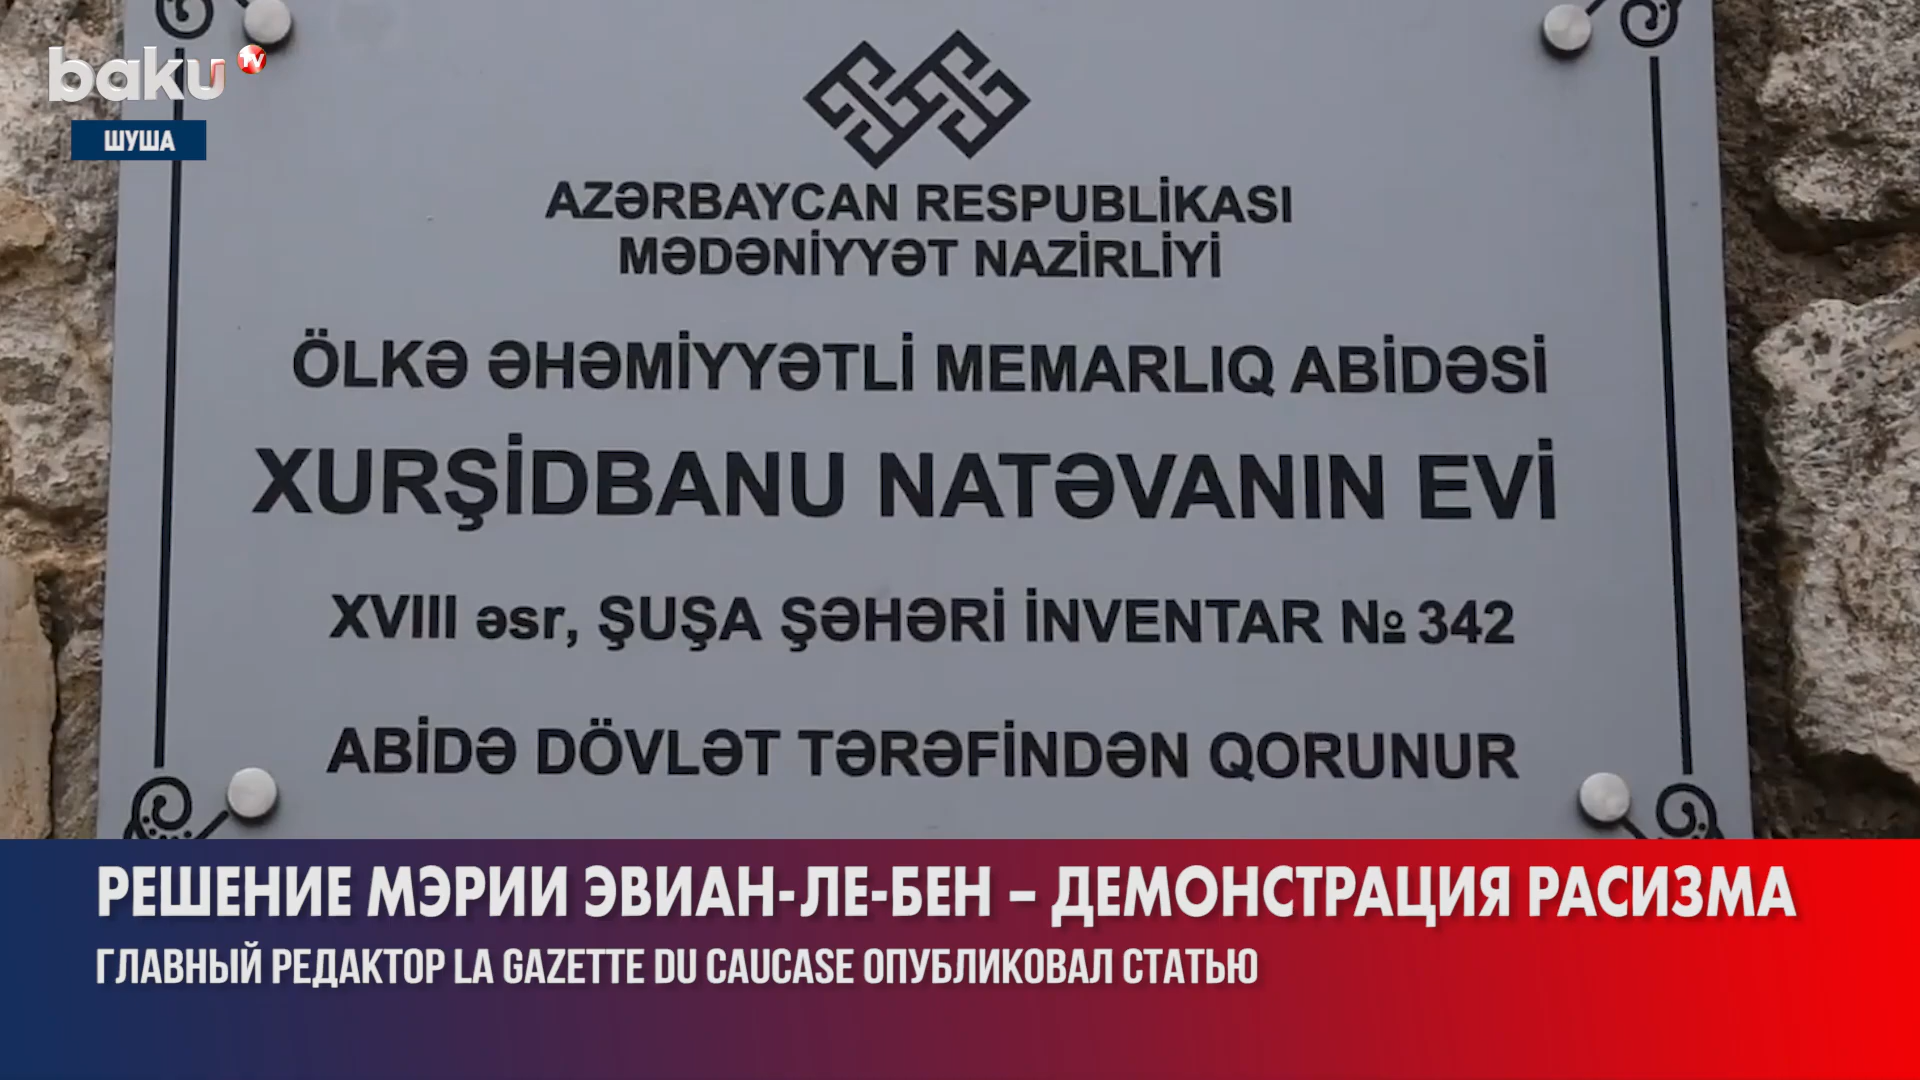 baku TV
ШУША
AZƏRBAYCAN RESPUBLİKASI
MƏDƏNİYYƏT NAZİRLİYİ
ÖLKƏ ƏHƏMİYYƏTLİ MEMARLIQ ABİDƏSİ
XURŞİDBANU NATƏVANIN EVİ
XVIII əsr, ŞUŞA ŞƏHƏRİ İNVENTAR № 342
ABİDƏ DÖVLƏT TƏRƏFİNDƏN QORUNUR
РЕШЕНИЕ МЭРИИ ЭВИАН-ЛЕ-БЕН – ДЕМОНСТРАЦИЯ РАСИЗМА
ГЛАВНЫЙ РЕДАКТОР LA GAZETTE DU CAUCASE ОПУБЛИКОВАЛ СТАТЬЮ